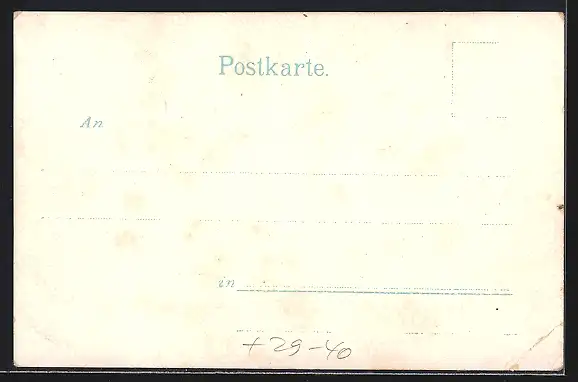 Postkarte.
An
in
+ 29-40